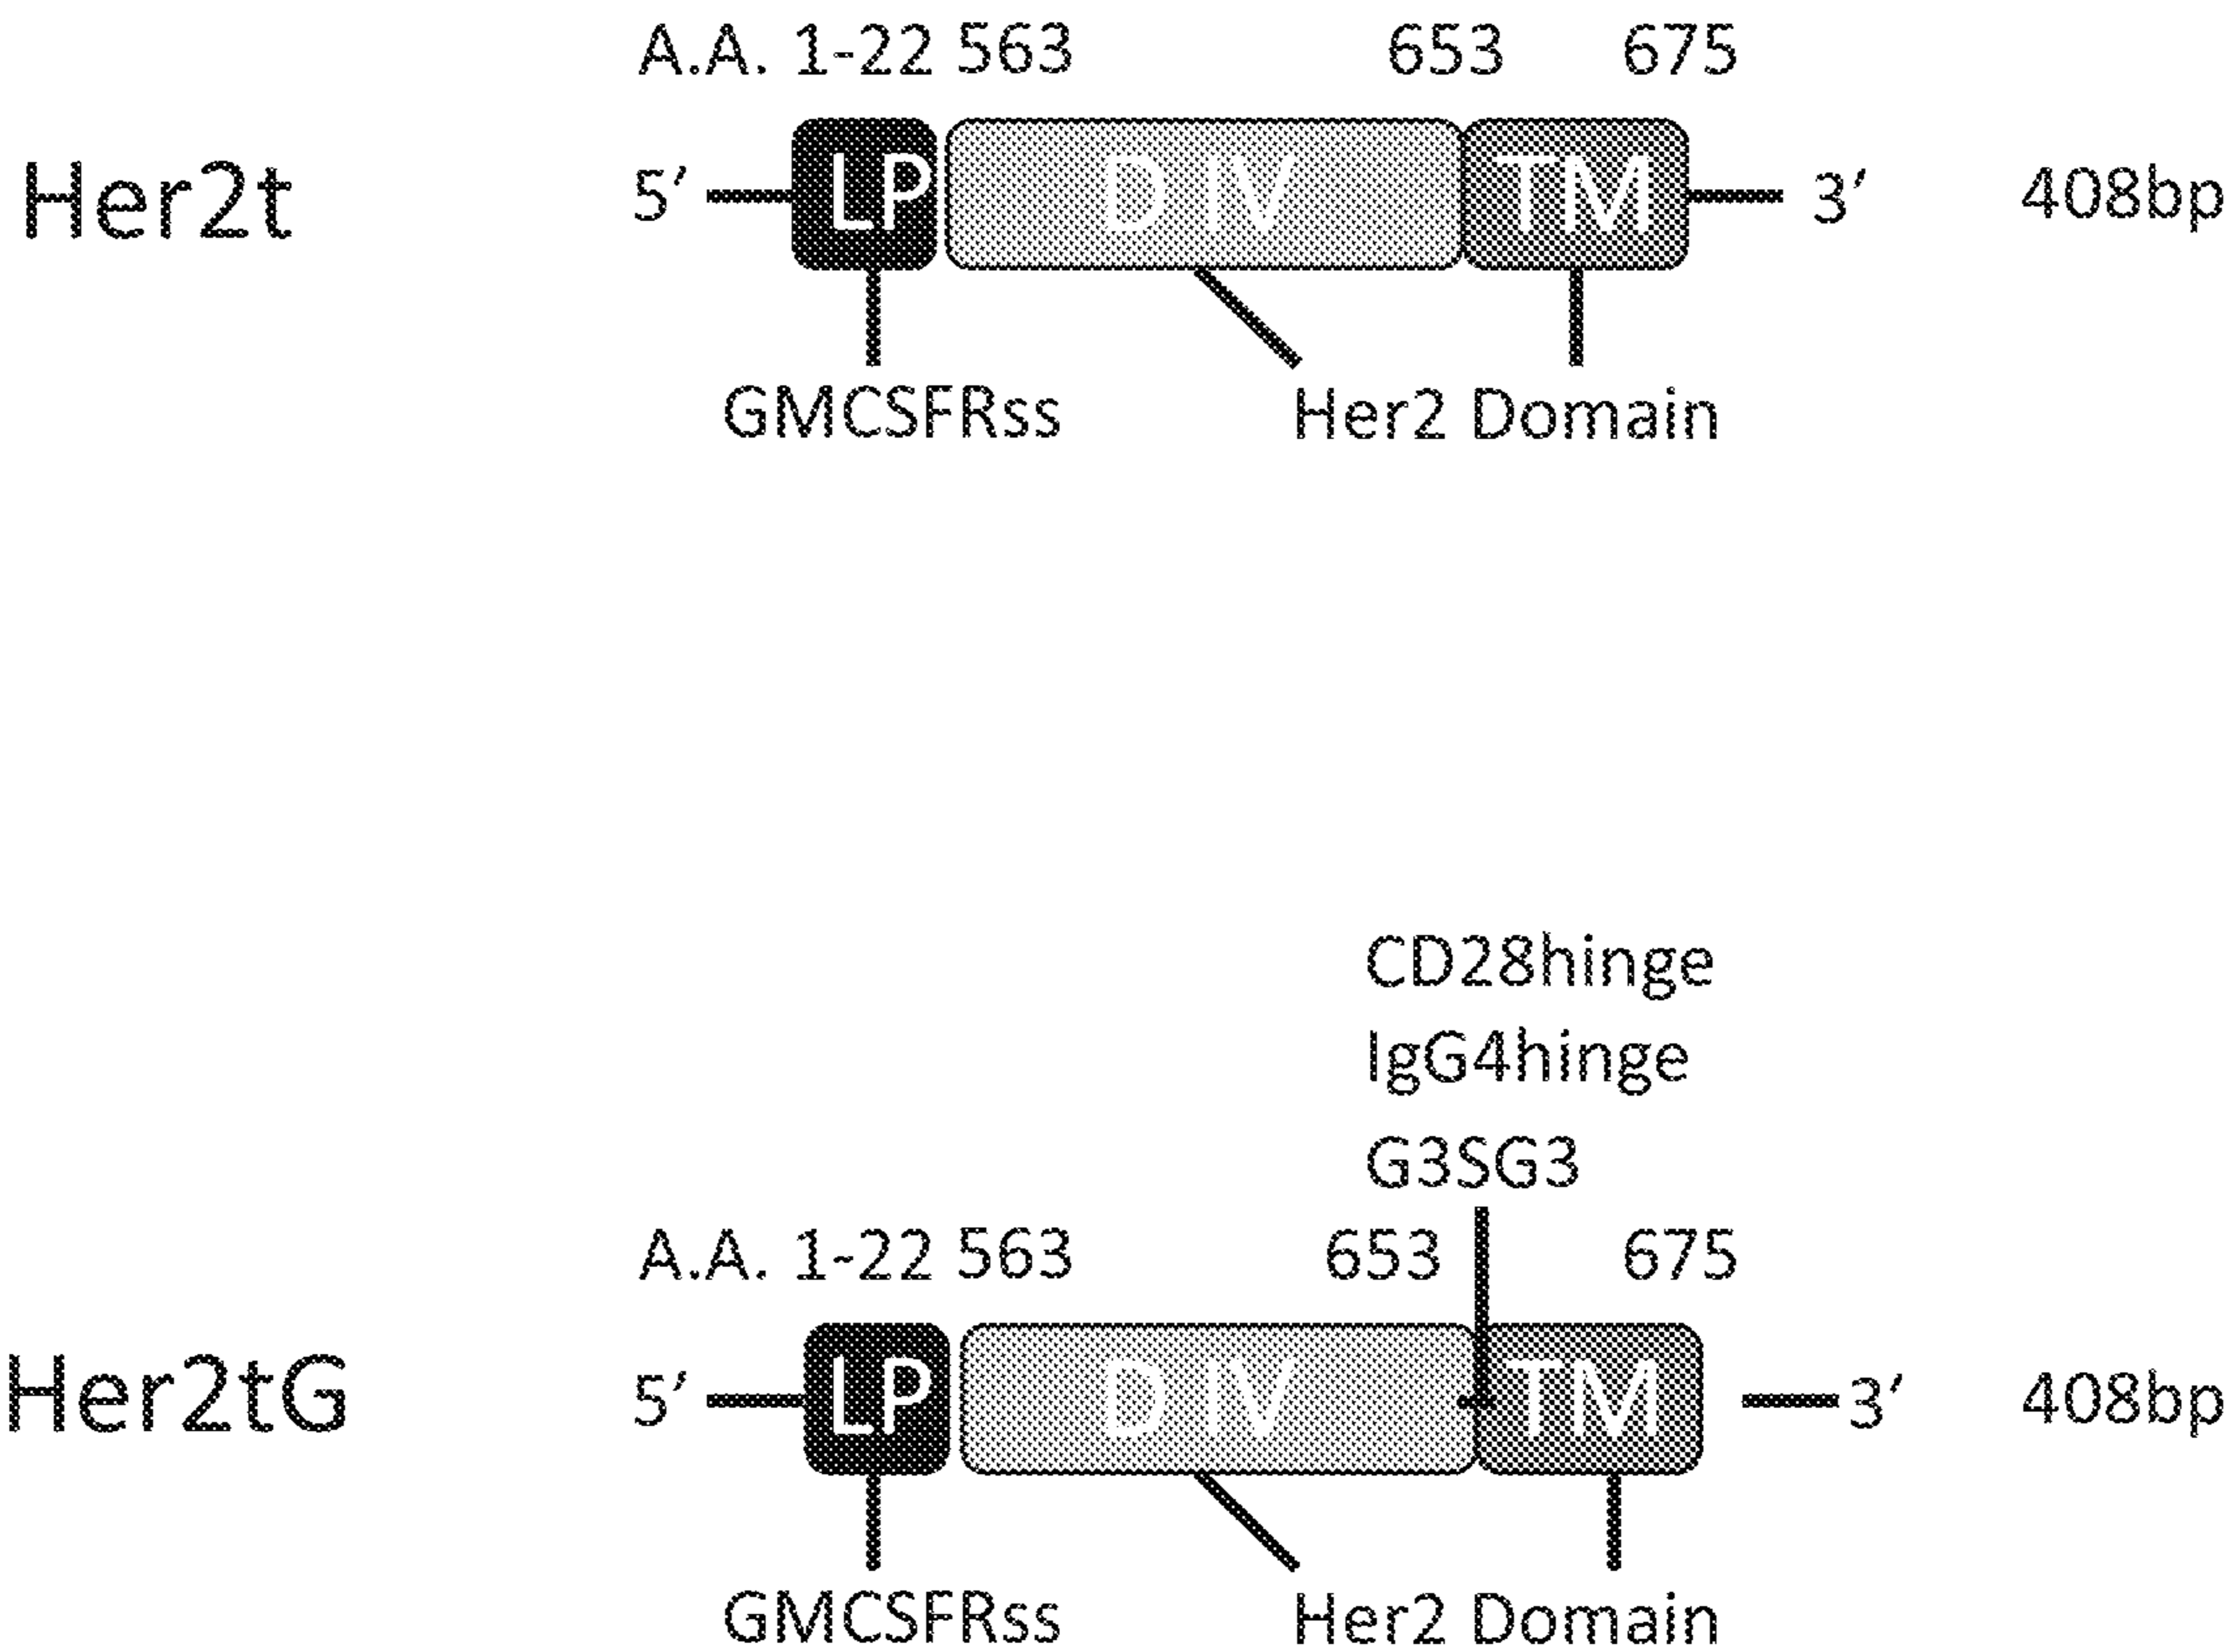 A.A. 1-22 563 653 675
Her2t 5′ LP D IV TM 3′ 408bp
GMCSFRss Her2 Domain
CD28hinge
IgG4hinge
G3SG3
A.A. 1-22 563 653 675
Her2tG 5′ LP D IV TM 3′ 408bp
GMCSFRss Her2 Domain